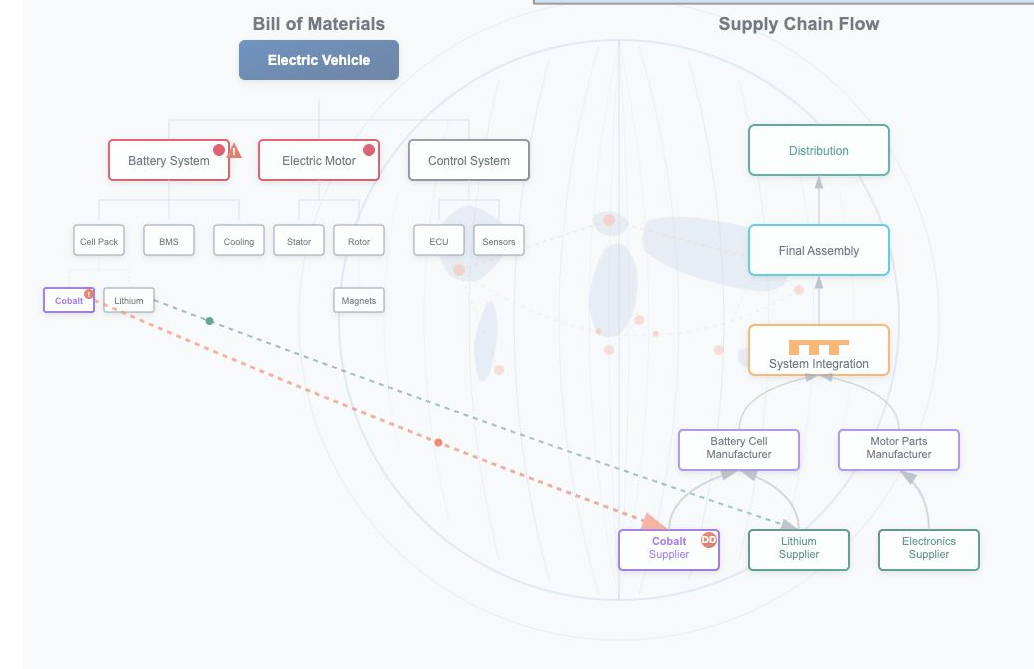 Bill of Materials
Supply Chain Flow
Electric Vehicle
Battery System
!
Electric Motor
Control System
Distribution
Cell Pack
BMS
Cooling
Stator
Rotor
ECU
Sensors
Final Assembly
Cobalt
!
Lithium
Magnets
System Integration
Battery Cell
Manufacturer
Motor Parts
Manufacturer
Cobalt
Supplier
DD
Lithium
Supplier
Electronics
Supplier